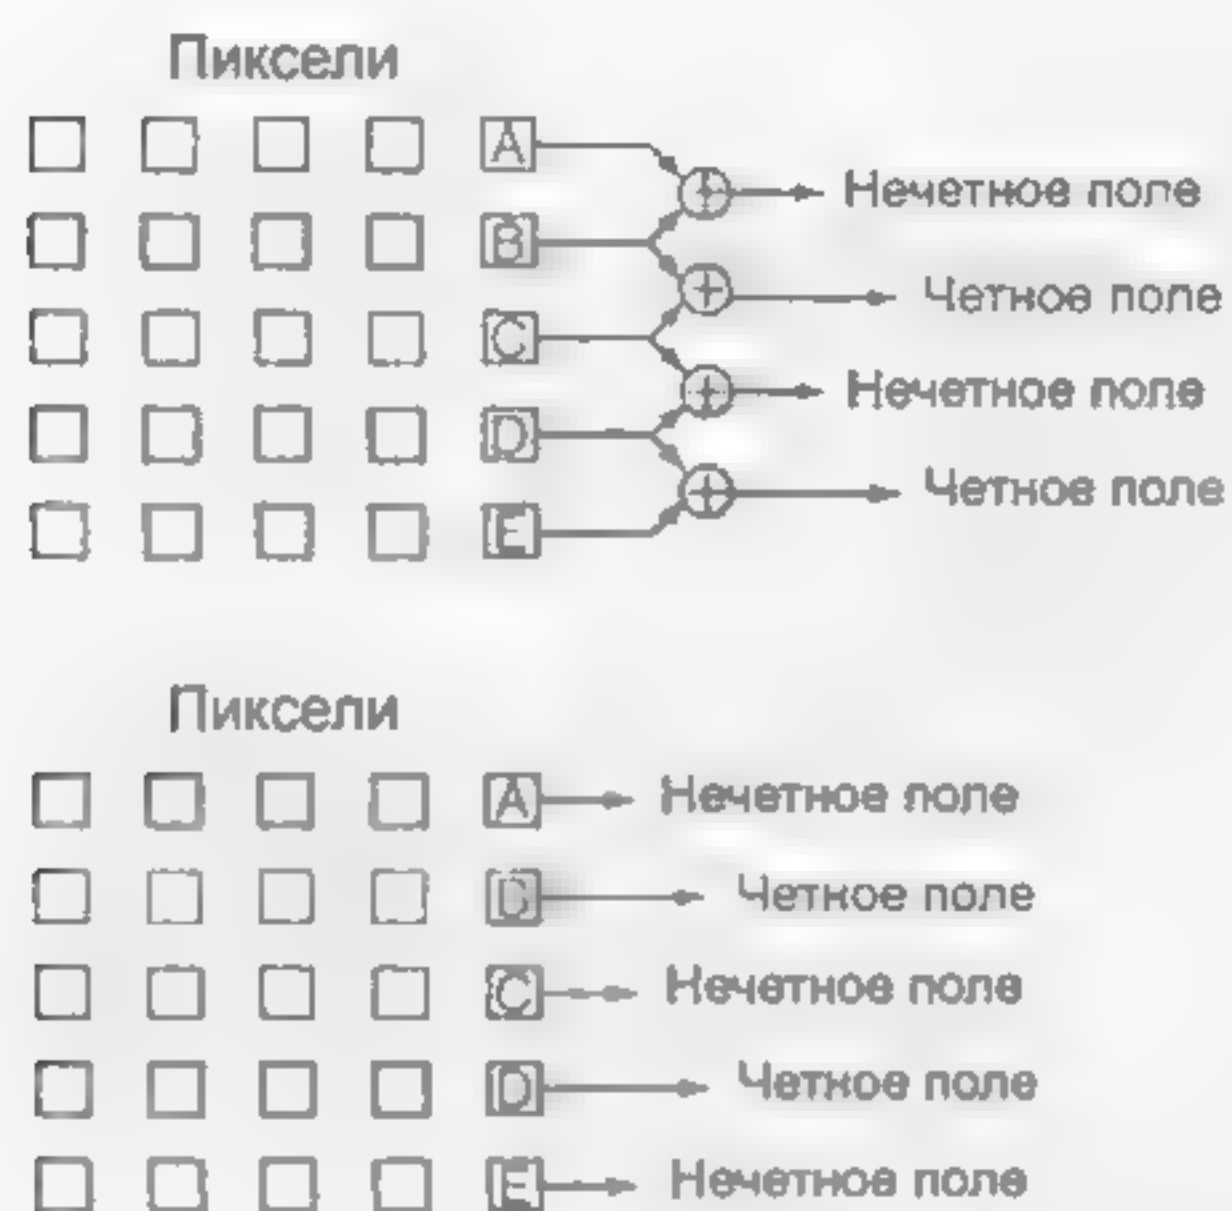 Пиксели
A
Нечетное поле
B
Четное поле
C
Нечетное поле
D
Четное поле
E
Пиксели
A Нечетное поле
Четное поле
C Нечетное поле
D Четное поле
E Нечетное поле